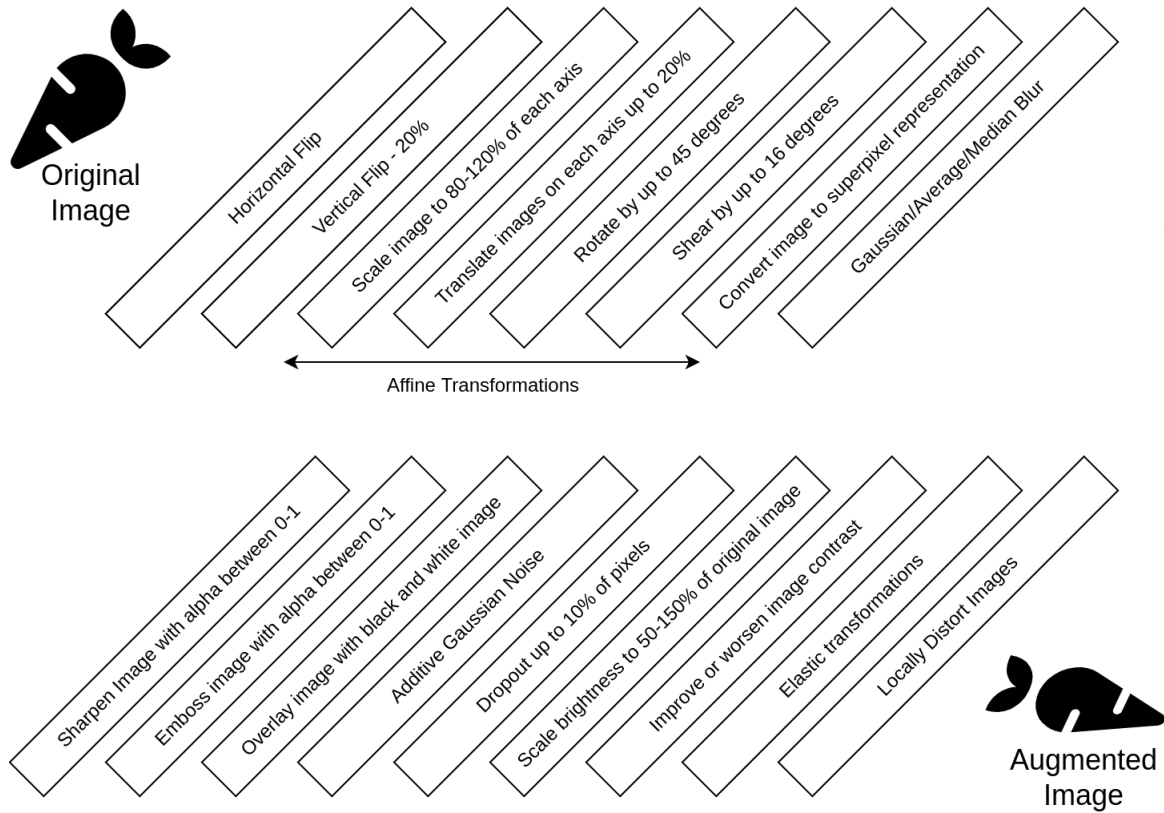 Original
Image
Horizontal Flip
Vertical Flip - 20%
Scale image to 80-120% of each axis
Translate images on each axis up to 20%
Rotate by up to 45 degrees
Shear by up to 16 degrees
Convert image to superpixel representation
Gaussian/Average/Median Blur
Affine Transformations
Sharpen Image with alpha between 0-1
Emboss image with alpha between 0-1
Overlay image with black and white image
Additive Gaussian Noise
Dropout up to 10% of pixels
Scale brightness to 50-150% of original image
Improve or worsen image contrast
Elastic transformations
Locally Distort Images
Augmented
Image